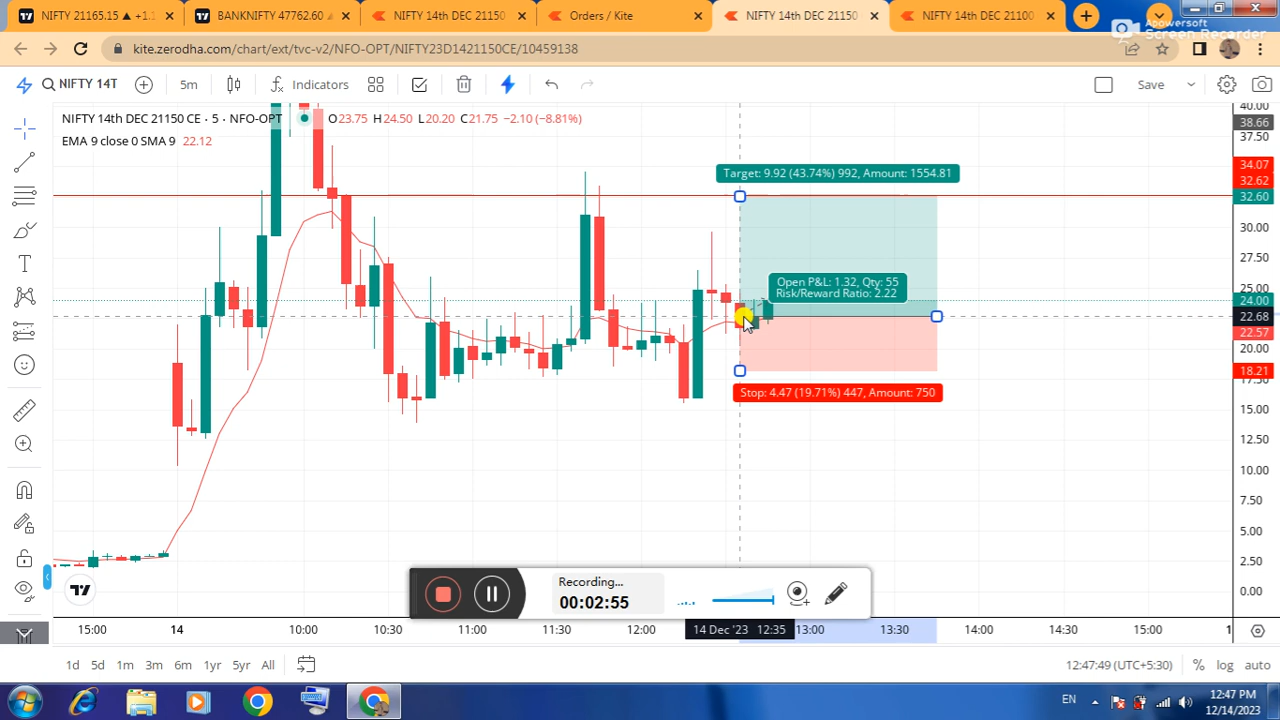 NIFTY 21165.15 ▲ +1.
BANKNIFTY 47762.60 ▲
NIFTY 14th DEC 21150
Orders / Kite
NIFTY 14th DEC 21150
NIFTY 14th DEC 21100
Apowersoft
Screen Recorder
kite.zerodha.com/chart/ext/tvc-v2/NFO-OPT/NIFTY23D1421150CE/10459138
NIFTY 14T
5m
Indicators
Save
NIFTY 14th DEC 21150 CE · 5 · NFO-OPT
O23.75 H24.50 L20.20 C21.75 −2.10 (−8.81%)
EMA 9 close 0 SMA 9 22.12
Target: 9.92 (43.74%) 992, Amount: 1554.81
Open P&L: 1.32, Qty: 55
Risk/Reward Ratio: 2.22
Stop: 4.47 (19.71%) 447, Amount: 750
40.00
38.66
37.50
34.07
32.62
32.60
30.00
27.50
25.00
24.00
22.68
22.57
20.00
18.21
17.50
15.00
12.50
10.00
7.50
5.00
2.50
0.00
Recording...
00:02:55
15:00
14
10:00
10:30
11:00
11:30
12:00
14 Dec '23 12:35
13:00
13:30
14:00
14:30
15:00
1
1d
5d
1m
3m
6m
1yr
5yr
All
12:47:49 (UTC+5:30)
%
log
auto
EN
12:47 PM
12/14/2023